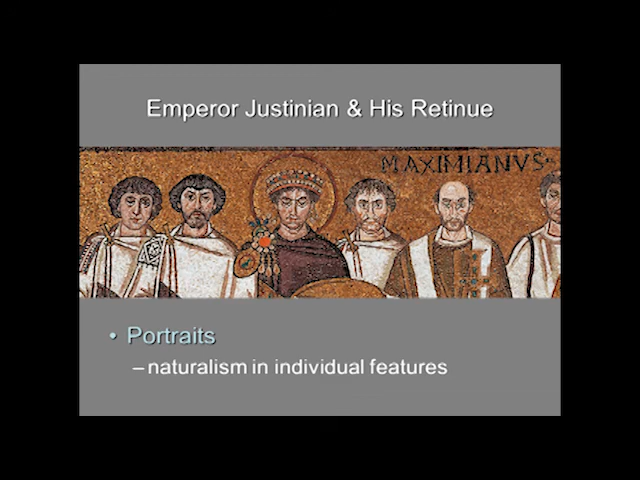 Emperor Justinian & His Retinue
MAXIMIANVS
• Portraits
– naturalism in individual features